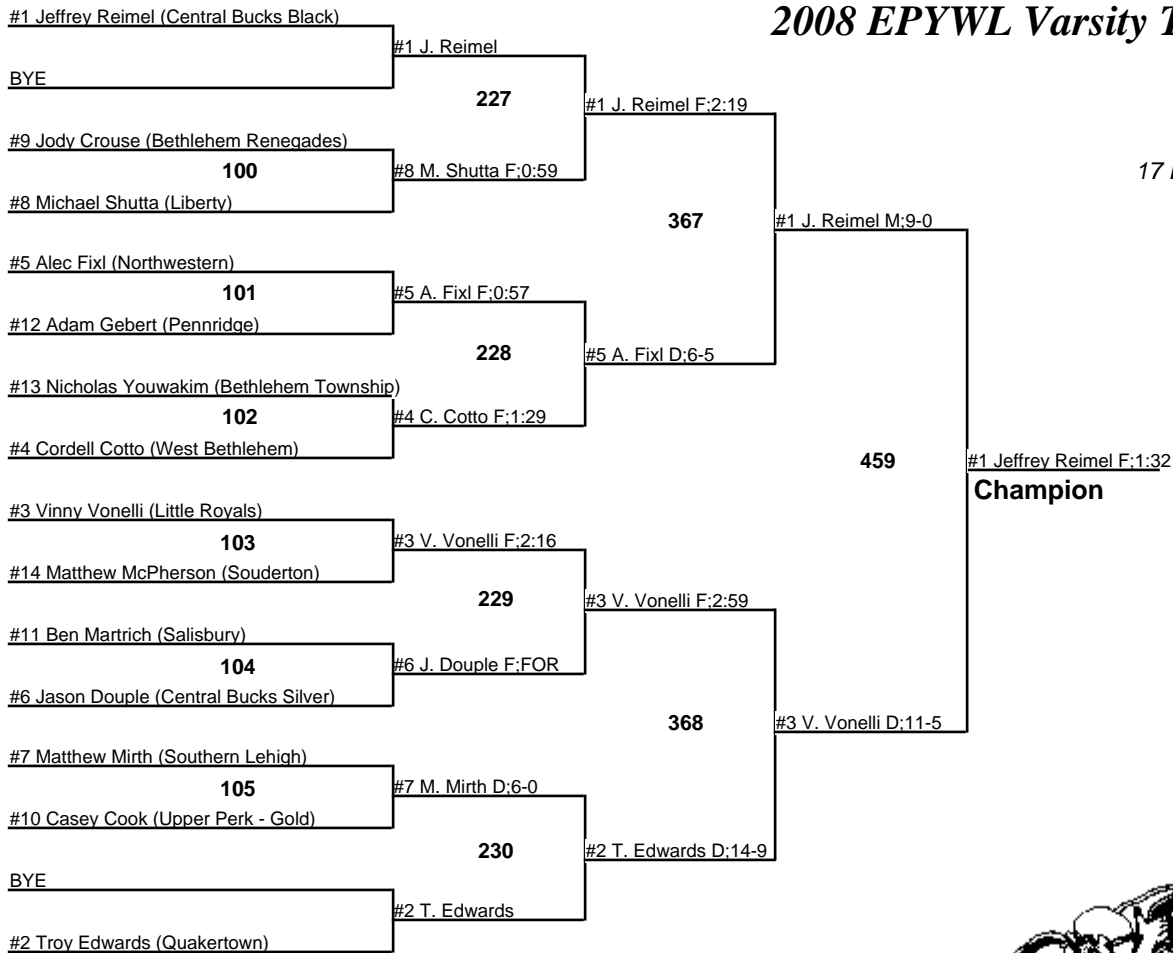 2008 EPYWL Varsity T
17
#1 Jeffrey Reimel (Central Bucks Black)
#1 J. Reimel
BYE
227
#1 J. Reimel F;2:19
#9 Jody Crouse (Bethlehem Renegades)
100
#8 M. Shutta F;0:59
#8 Michael Shutta (Liberty)
367
#1 J. Reimel M;9-0
#5 Alec Fixl (Northwestern)
101
#5 A. Fixl F;0:57
#12 Adam Gebert (Pennridge)
228
#5 A. Fixl D;6-5
#13 Nicholas Youwakim (Bethlehem Township)
102
#4 C. Cotto F;1:29
#4 Cordell Cotto (West Bethlehem)
459
#1 Jeffrey Reimel F;1:32
Champion
#3 Vinny Vonelli (Little Royals)
103
#3 V. Vonelli F;2:16
#14 Matthew McPherson (Souderton)
229
#3 V. Vonelli F;2:59
#11 Ben Martrich (Salisbury)
104
#6 J. Douple F;FOR
#6 Jason Douple (Central Bucks Silver)
368
#3 V. Vonelli D;11-5
#7 Matthew Mirth (Southern Lehigh)
105
#7 M. Mirth D;6-0
#10 Casey Cook (Upper Perk - Gold)
230
#2 T. Edwards D;14-9
BYE
#2 T. Edwards
#2 Troy Edwards (Quakertown)